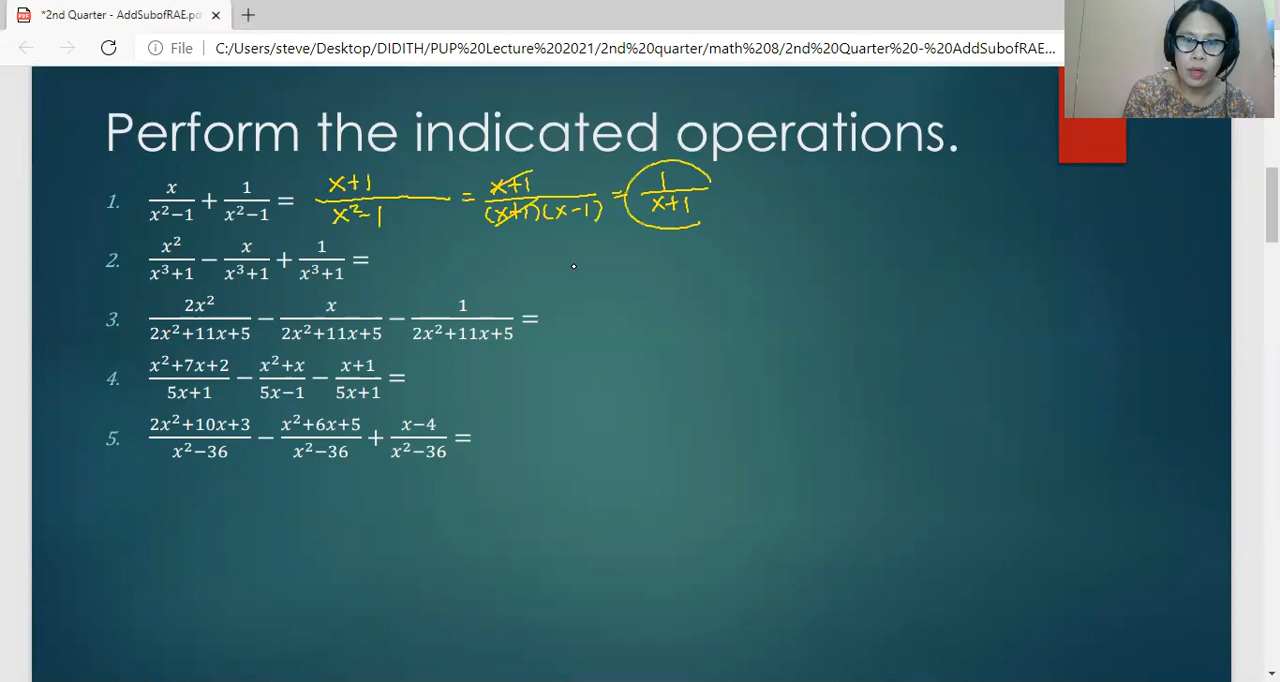 *2nd Quarter - AddSubofRAE.pd
File C:/Users/steve/Desktop/DIDITH/PUP%20Lecture%202021/2nd%20quarter/math%208/2nd%20Quarter%20-%20AddSubofRAE...
Perform the indicated operations.
1. x/(x²−1) + 1/(x²−1) = (x+1)/(x²−1) = (x+1)/((x+1)(x−1)) = 1/(x+1)
2. x²/(x³+1) − x/(x³+1) + 1/(x³+1) =
3. 2x²/(2x²+11x+5) − x/(2x²+11x+5) − 1/(2x²+11x+5) =
4. (x²+7x+2)/(5x+1) − (x²+x)/(5x−1) − (x+1)/(5x+1) =
5. (2x²+10x+3)/(x²−36) − (x²+6x+5)/(x²−36) + (x−4)/(x²−36) =